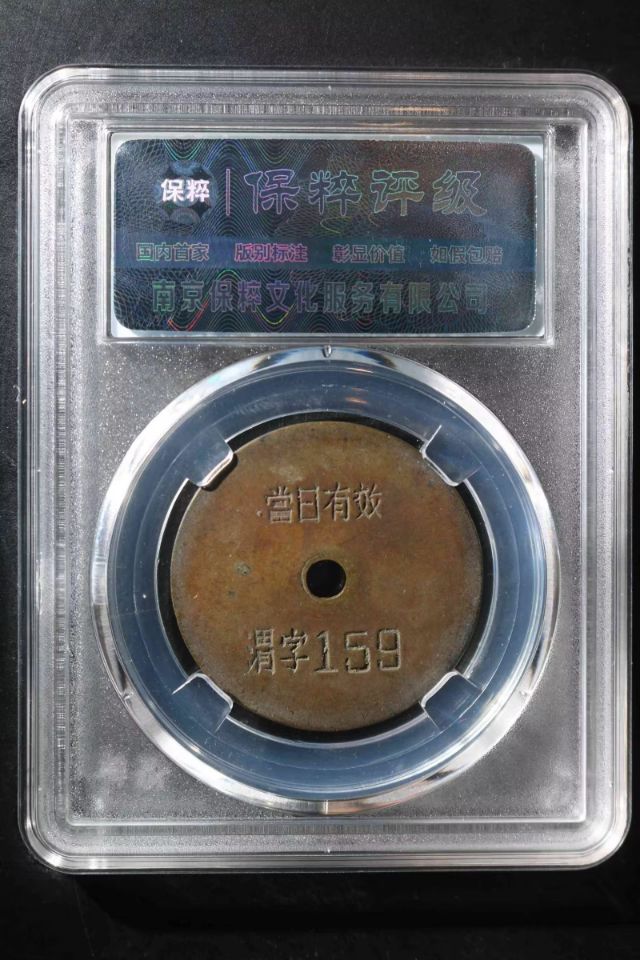 保粹 保粹评级
国内首家 版别标注 彰显价值 如假包赔
南京保粹文化服务有限公司
當日有效
渭字159